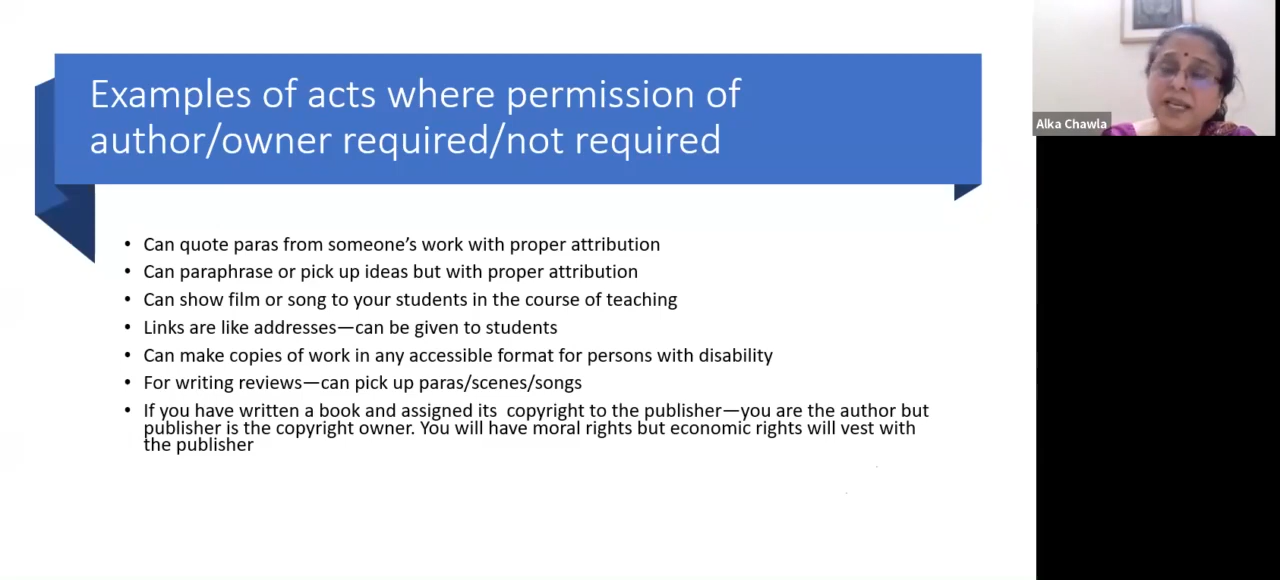 Examples of acts where permission of
author/owner required/not required
• Can quote paras from someone’s work with proper attribution
• Can paraphrase or pick up ideas but with proper attribution
• Can show film or song to your students in the course of teaching
• Links are like addresses—can be given to students
• Can make copies of work in any accessible format for persons with disability
• For writing reviews—can pick up paras/scenes/songs
• If you have written a book and assigned its  copyright to the publisher—you are the author but
publisher is the copyright owner. You will have moral rights but economic rights will vest with
the publisher
Alka Chawla